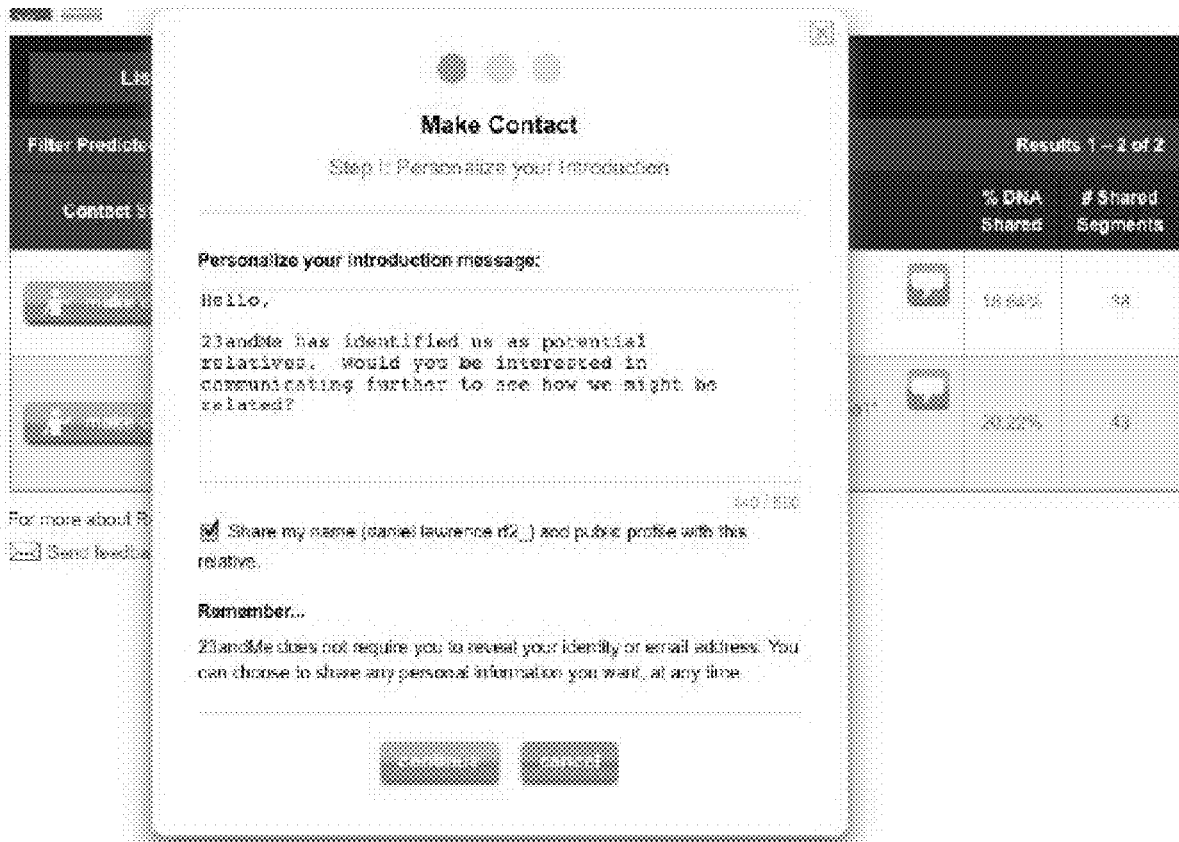 Make Contact
Step 1: Personalize your Introduction
Filter
Results 1 – 2 of 2
% DNA
Shared
# Shared
Segments
Personalize your introduction message:
Hello,
23andMe has identified us as potential
relatives.  Would you be interested in
communicating further to see how we might be
related?
20.22%
For more about
Share my name (daniel lawrence and public profile with this
relative.
Send
Remember...
23andMe does not require you to reveal your identity or email address. You
can choose to share any personal information you want, at any time.